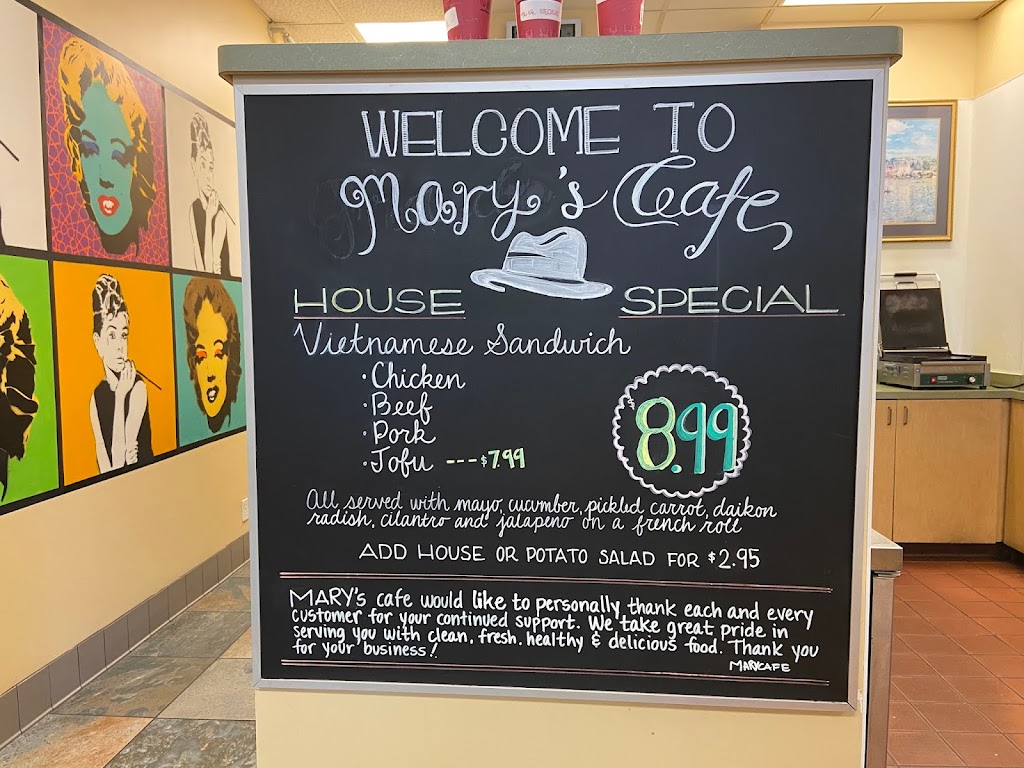 WELCOME TO
Mary's Cafe
HOUSE SPECIAL
Vietnamese Sandwich
· Chicken
· Beef
· Pork
· Tofu ---$7.99
$8.99
All served with mayo, cucumber, pickled carrot, daikon
radish, cilantro and jalapeno on a french roll
ADD HOUSE OR POTATO SALAD FOR $2.95
MARY's cafe would like to personally thank each and every
customer for your continued support. We take great pride in
serving you with clean, fresh, healthy & delicious food. Thank you
for your business!
MARYCAFE